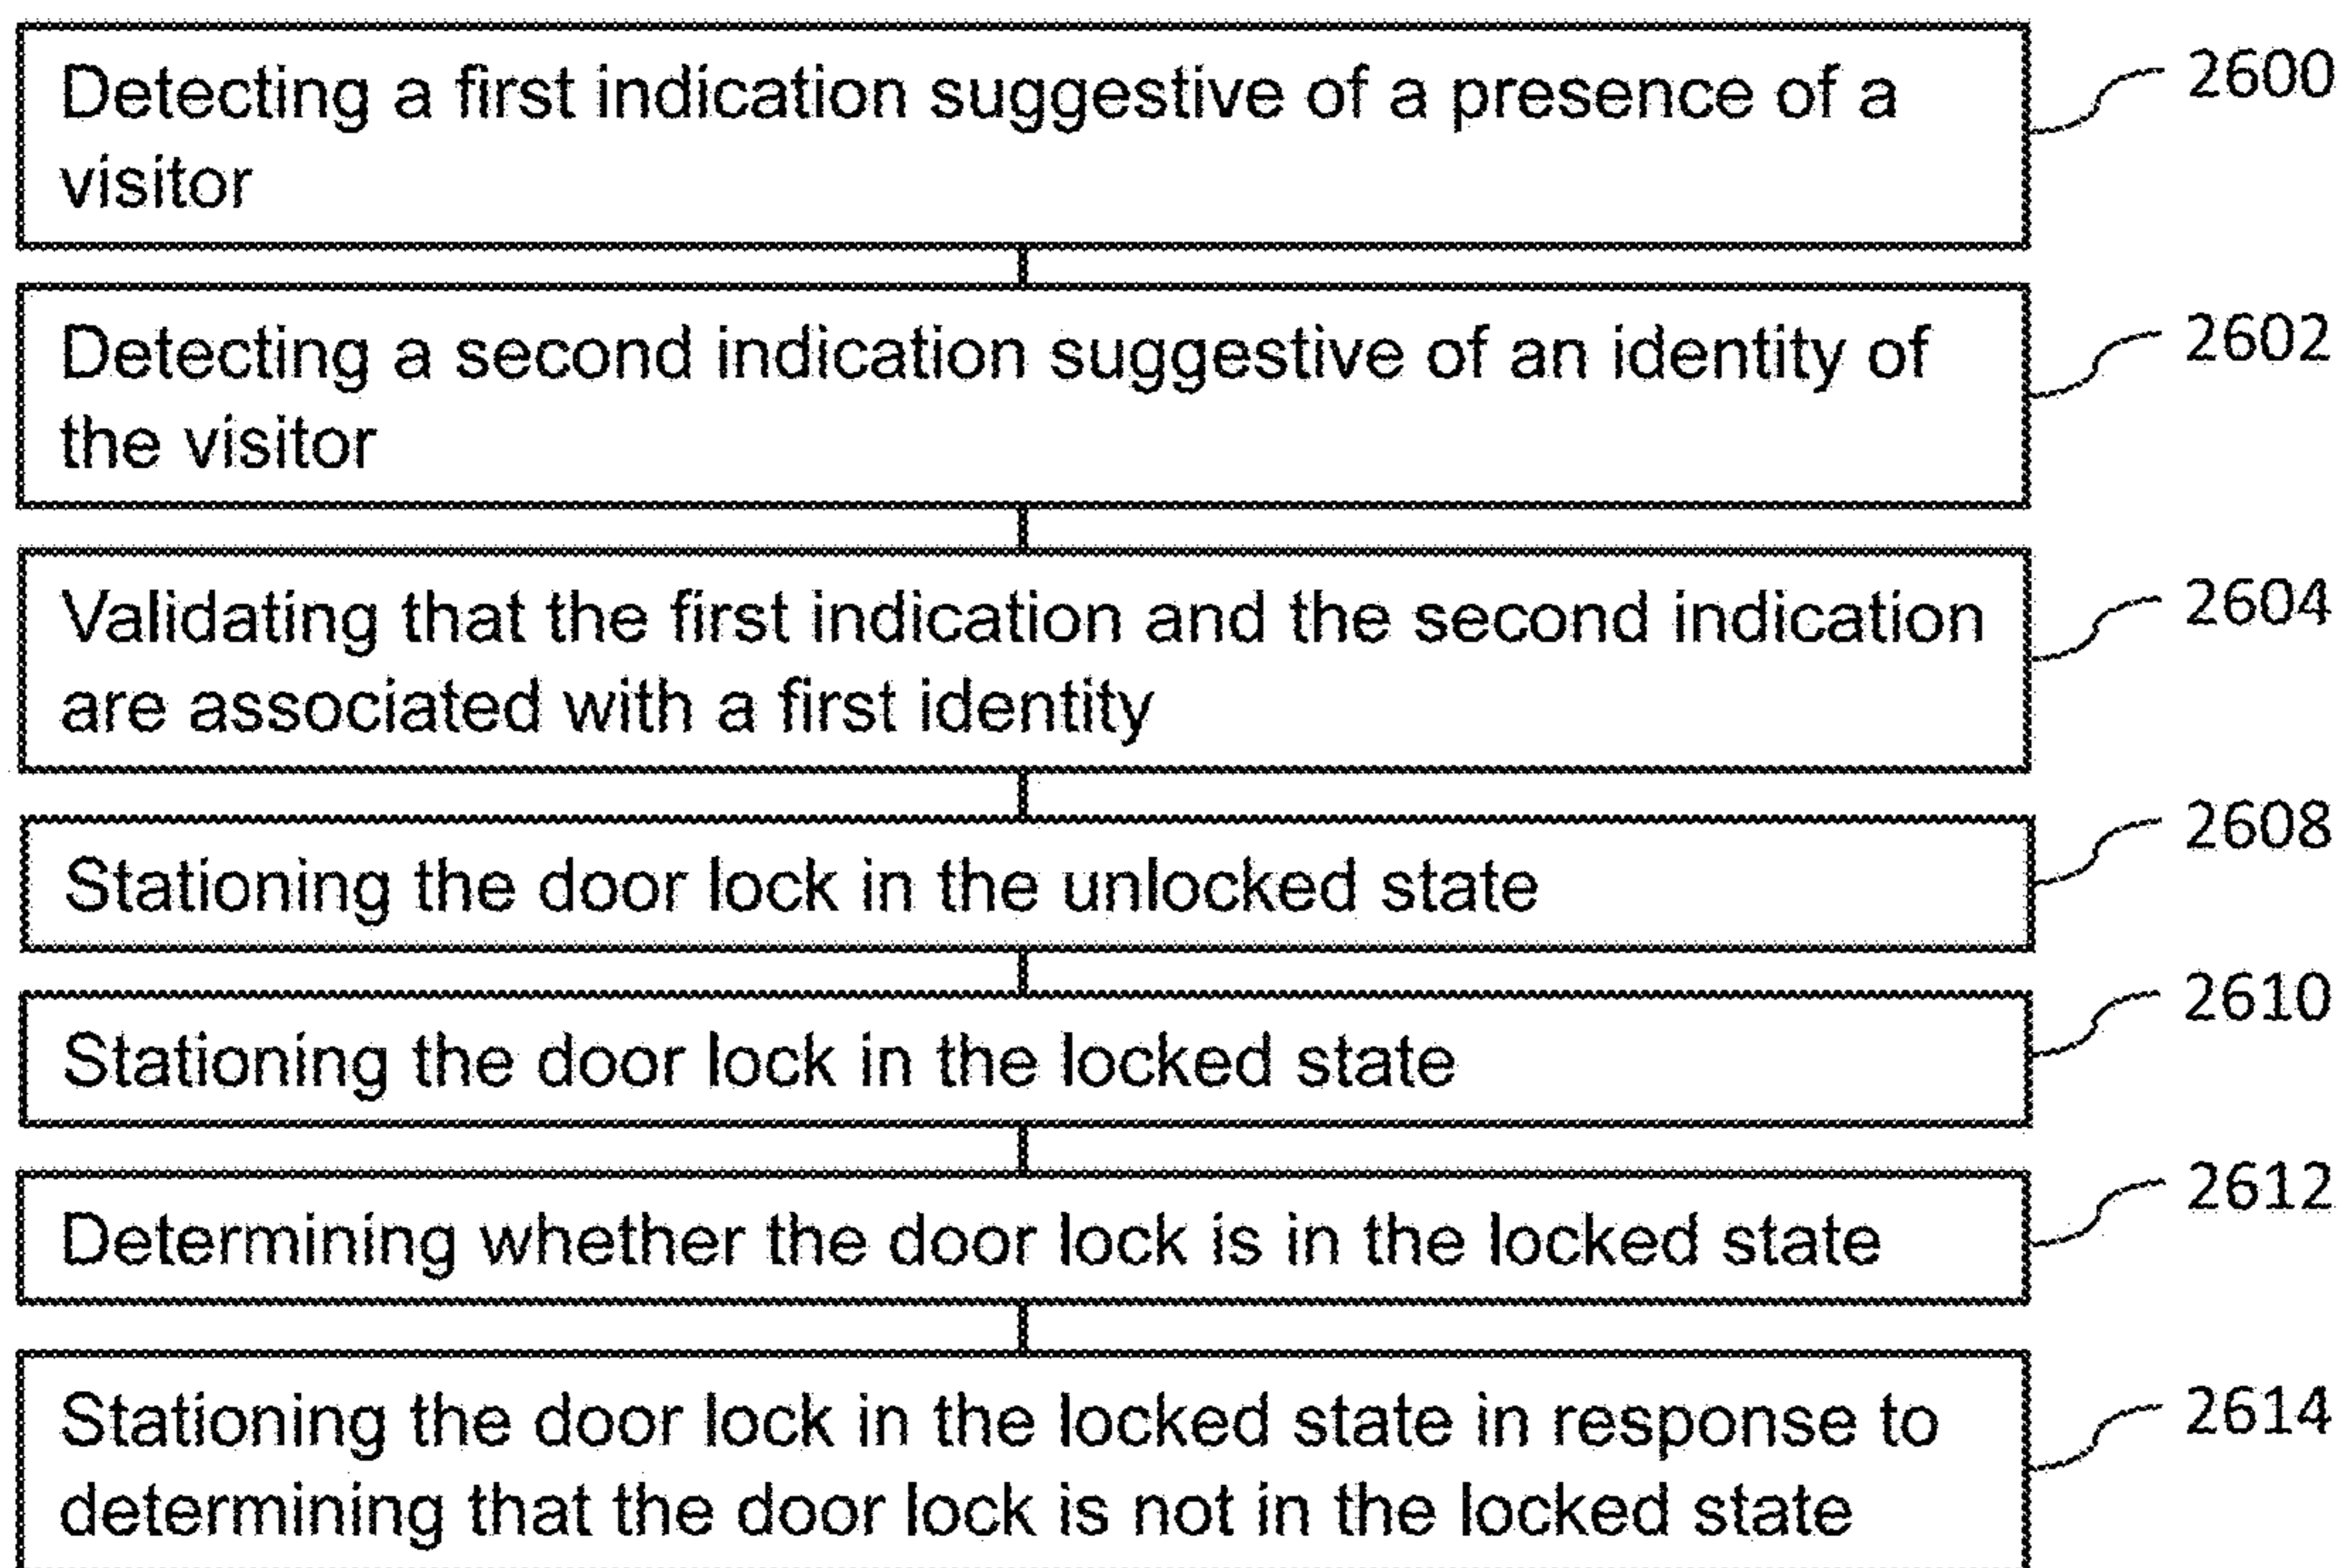 Detecting a first indication suggestive of a presence of a
visitor
2600
Detecting a second indication suggestive of an identity of
the visitor
2602
Validating that the first indication and the second indication
are associated with a first identity
2604
Stationing the door lock in the unlocked state
2608
Stationing the door lock in the locked state
2610
Determining whether the door lock is in the locked state
2612
Stationing the door lock in the locked state in response to
determining that the door lock is not in the locked state
2614